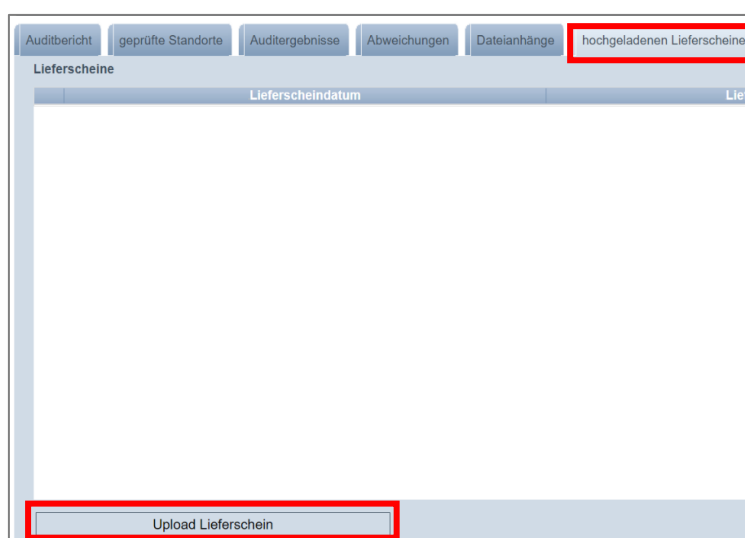 Auditbericht geprüfte Standorte Auditergebnisse Abweichungen Dateianhänge hochgeladenen Lieferscheine
Lieferscheine
Lieferscheindatum
Upload Lieferschein